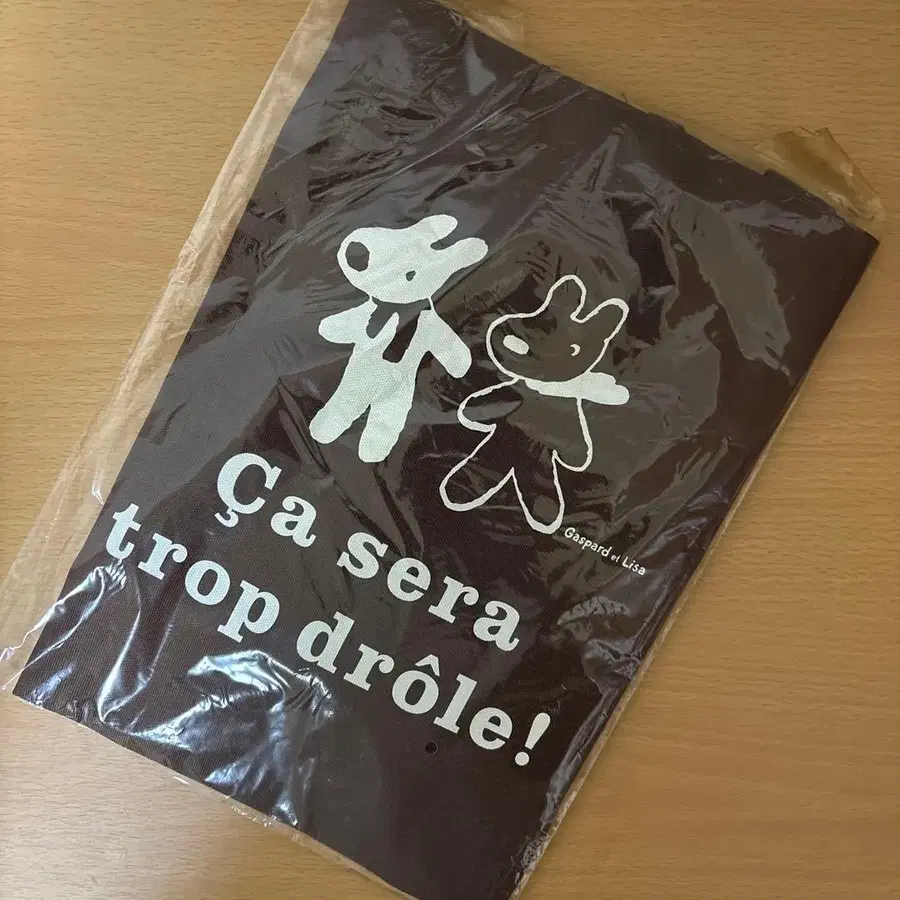 Gaspard et Lisa
Ça sera
trop drôle!